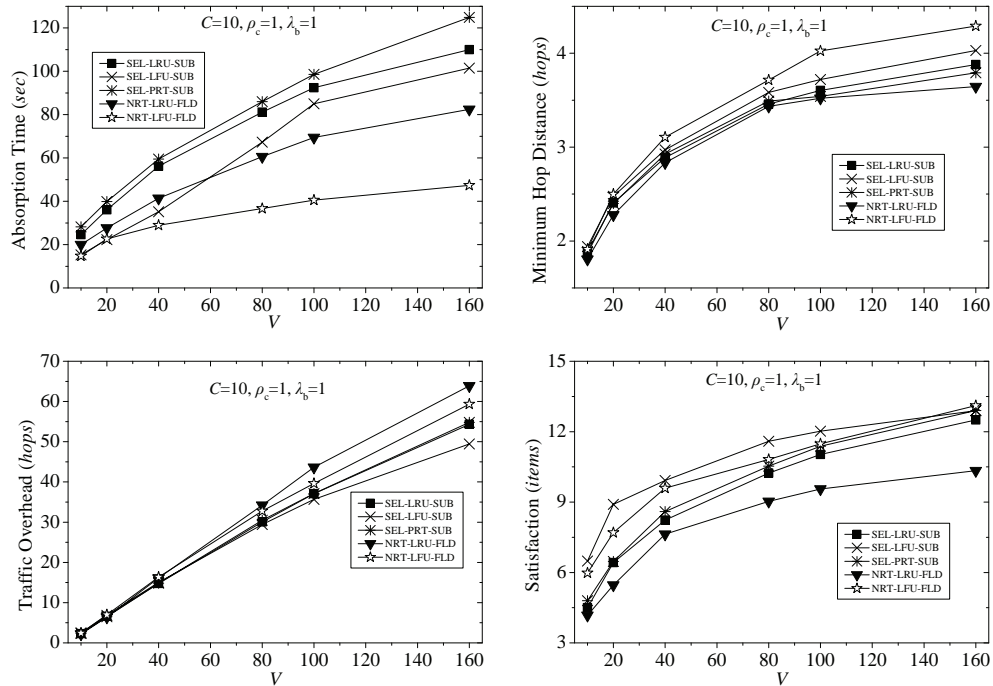 C=10, ρc=1, λb=1
Absorption Time (sec)
120
100
80
60
40
20
0
SEL-LRU-SUB
SEL-LFU-SUB
SEL-PRT-SUB
NRT-LRU-FLD
NRT-LFU-FLD
20 40 60 80 100 120 140 160
V
C=10, ρc=1, λb=1
Minimum Hop Distance (hops)
4
3
2
SEL-LRU-SUB
SEL-LFU-SUB
SEL-PRT-SUB
NRT-LRU-FLD
NRT-LFU-FLD
20 40 60 80 100 120 140 160
V
C=10, ρc=1, λb=1
Traffic Overhead (hops)
70
60
50
40
30
20
10
0
SEL-LRU-SUB
SEL-LFU-SUB
SEL-PRT-SUB
NRT-LRU-FLD
NRT-LFU-FLD
20 40 60 80 100 120 140 160
V
C=10, ρc=1, λb=1
Satisfaction (items)
15
12
9
6
3
SEL-LRU-SUB
SEL-LFU-SUB
SEL-PRT-SUB
NRT-LRU-FLD
NRT-LFU-FLD
20 40 60 80 100 120 140 160
V